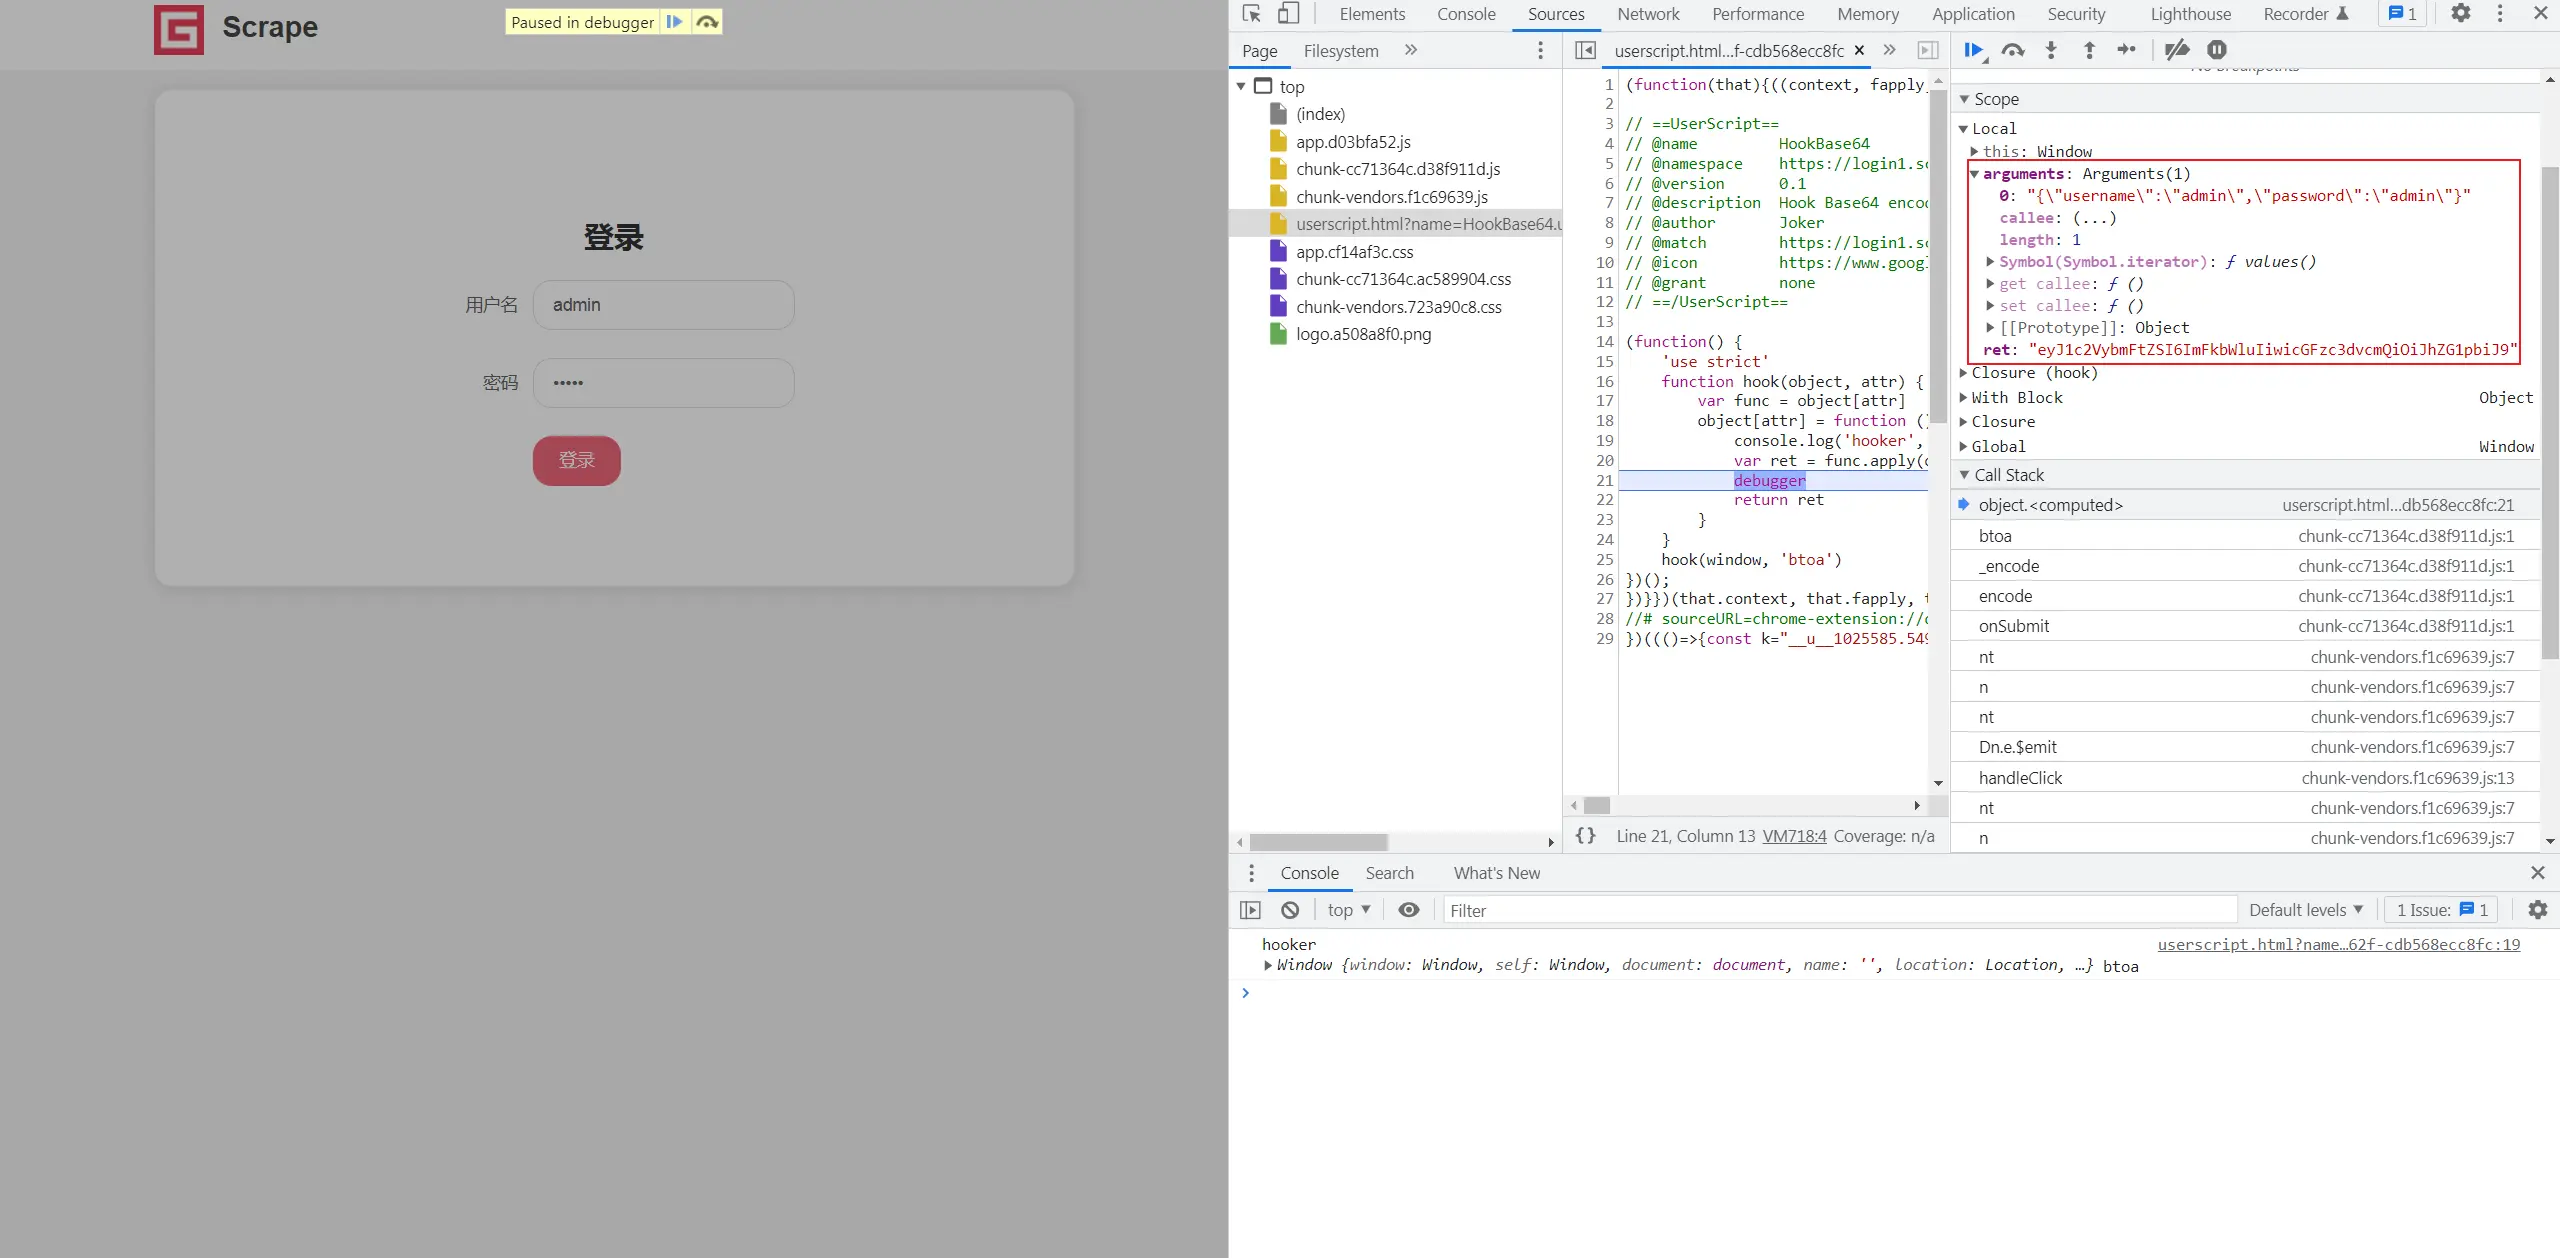 Scrape
Paused in debugger
登录
用户名
admin
密码
•••••
登录
Elements Console Sources Network Performance Memory Application Security Lighthouse Recorder 1
Page Filesystem
top
(index)
app.d03bfa52.js
chunk-cc71364c.d38f911d.js
chunk-vendors.f1c69639.js
userscript.html?name=HookBase64.u
app.cf14af3c.css
chunk-cc71364c.ac589904.css
chunk-vendors.723a90c8.css
logo.a508a8f0.png
userscript.html...f-cdb568ecc8fc
1 (function(that){((context, fapply
2
3 // ==UserScript==
4 // @name HookBase64
5 // @namespace https://login1.sc
6 // @version 0.1
7 // @description Hook Base64 enco
8 // @author Joker
9 // @match https://login1.sc
10 // @icon https://www.goog
11 // @grant none
12 // ==/UserScript==
13
14 (function() {
15 'use strict'
16 function hook(object, attr) {
17 var func = object[attr]
18 object[attr] = function ()
19 console.log('hooker',
20 var ret = func.apply(
21 debugger
22 return ret
23 }
24 }
25 hook(window, 'btoa')
26 })();
27 })}})(that.context, that.fapply,
28 //# sourceURL=chrome-extension://
29 })((()=>{const k="__u__1025585.549
{} Line 21, Column 13 VM718:4 Coverage: n/a
No breakpoints
Scope
Local
this: Window
arguments: Arguments(1)
0: "{\"username\":\"admin\",\"password\":\"admin\"}"
callee: (...)
length: 1
Symbol(Symbol.iterator): ƒ values()
get callee: ƒ ()
set callee: ƒ ()
[[Prototype]]: Object
ret: "eyJ1c2VybmFtZSI6ImFkbWluIiwicGFzc3dvcmQiOiJhZG1pbiJ9"
Closure (hook)
With Block Object
Closure
Global Window
Call Stack
object.<computed> userscript.html...db568ecc8fc:21
btoa chunk-cc71364c.d38f911d.js:1
_encode chunk-cc71364c.d38f911d.js:1
encode chunk-cc71364c.d38f911d.js:1
onSubmit chunk-cc71364c.d38f911d.js:1
nt chunk-vendors.f1c69639.js:7
n chunk-vendors.f1c69639.js:7
nt chunk-vendors.f1c69639.js:7
Dn.e.$emit chunk-vendors.f1c69639.js:7
handleClick chunk-vendors.f1c69639.js:13
nt chunk-vendors.f1c69639.js:7
n chunk-vendors.f1c69639.js:7
Console Search What's New
top Filter Default levels 1 Issue: 1
hooker userscript.html?name…62f-cdb568ecc8fc:19
Window {window: Window, self: Window, document: document, name: '', location: Location, …} btoa